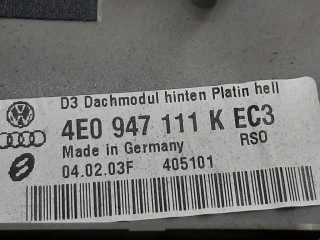 D3 Dachmodul hinten Platin hell
4E0 947 111 K EC3
Made in Germany RSO
04.02.03F 405101